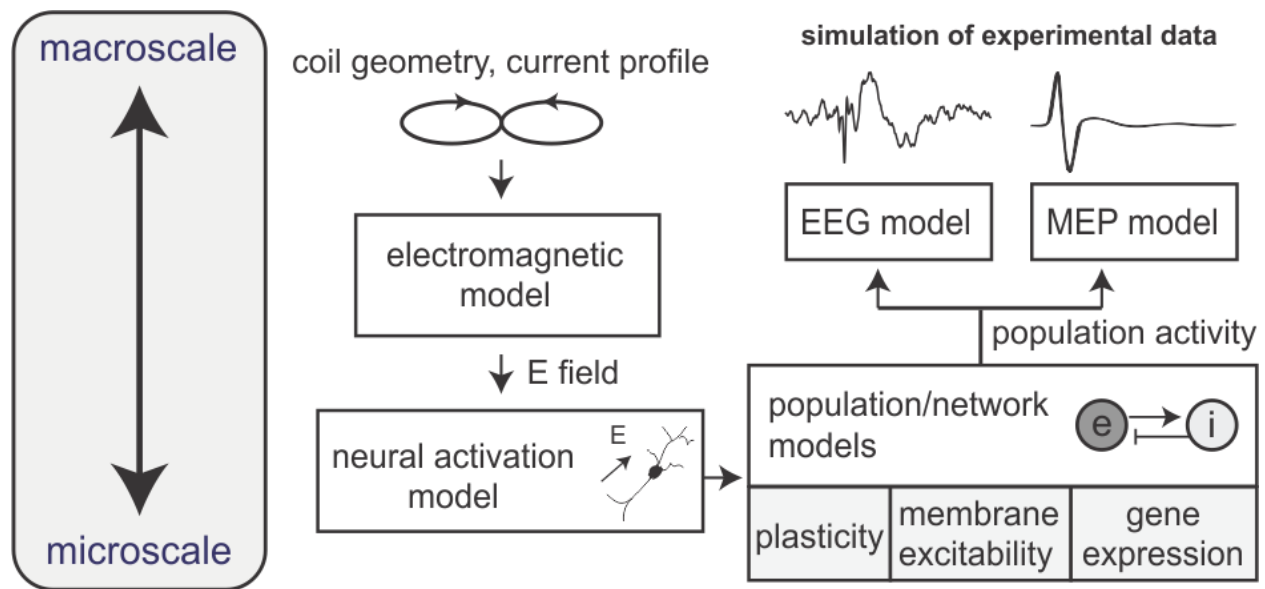 macroscale
microscale
coil geometry, current profile
electromagnetic
model
E field
neural activation
model
E
simulation of experimental data
EEG model
MEP model
population activity
population/network
models
e
i
plasticity
membrane
excitability
gene
expression